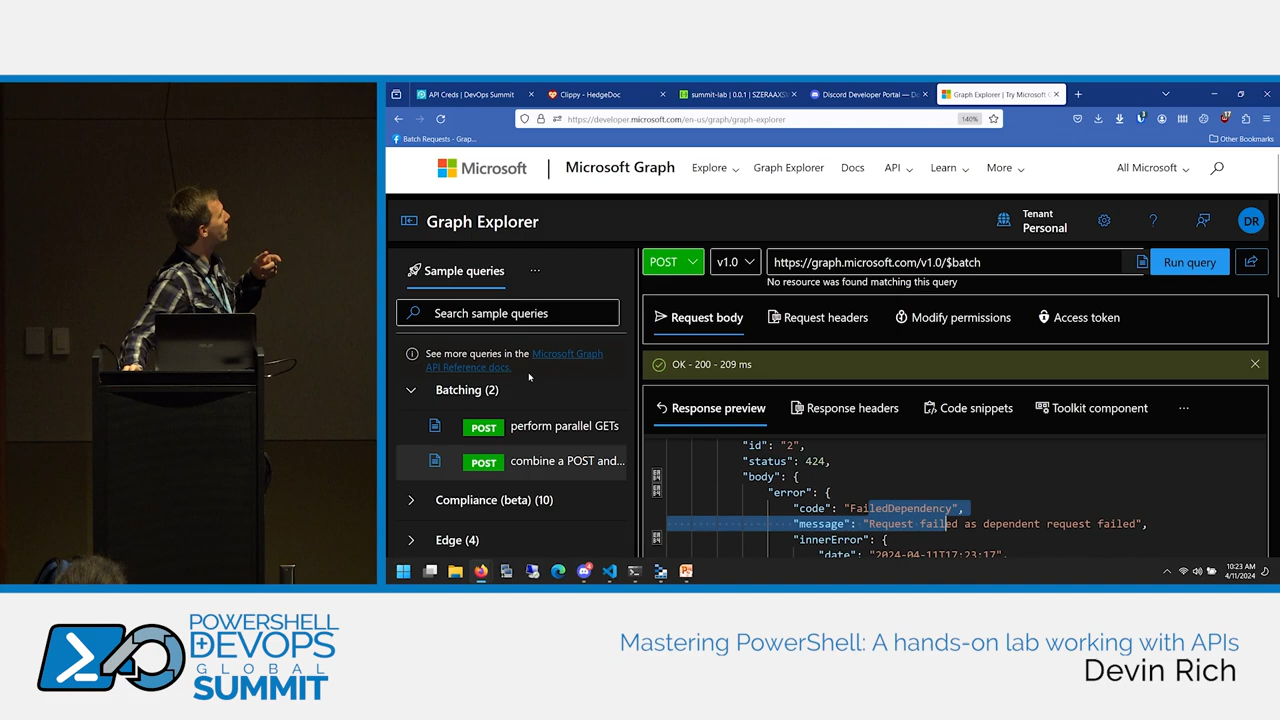 API Creds | DevOps Summit
Clippy - HedgeDoc
summit-lab | 0.0.1 | SZERAAXSW
Discord Developer Portal — Do
Graph Explorer | Try Microsoft G
https://developer.microsoft.com/en-us/graph/graph-explorer
140%
Batch Requests - Grap...
Other Bookmarks
Microsoft
Microsoft Graph
Explore
Graph Explorer
Docs
API
Learn
More
All Microsoft
Graph Explorer
Tenant
Personal
DR
Sample queries
...
POST
v1.0
https://graph.microsoft.com/v1.0/$batch
Run query
No resource was found matching this query
Search sample queries
Request body
Request headers
Modify permissions
Access token
See more queries in the Microsoft Graph
API Reference docs.
OK - 200 - 209 ms
Batching (2)
POST perform parallel GETs
POST combine a POST and...
Compliance (beta) (10)
Edge (4)
Response preview
Response headers
Code snippets
Toolkit component
...
"id": "2",
"status": 424,
"body": {
"error": {
"code": "FailedDependency",
"message": "Request failed as dependent request failed",
"innerError": {
"date": "2024-04-11T17:23:17",
10:23 AM
4/11/2024
POWERSHELL
+DEVOPS
GLOBAL
SUMMIT
Mastering PowerShell: A hands-on lab working with APIs
Devin Rich